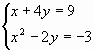 x + 4y = 9
x² − 2y = −3